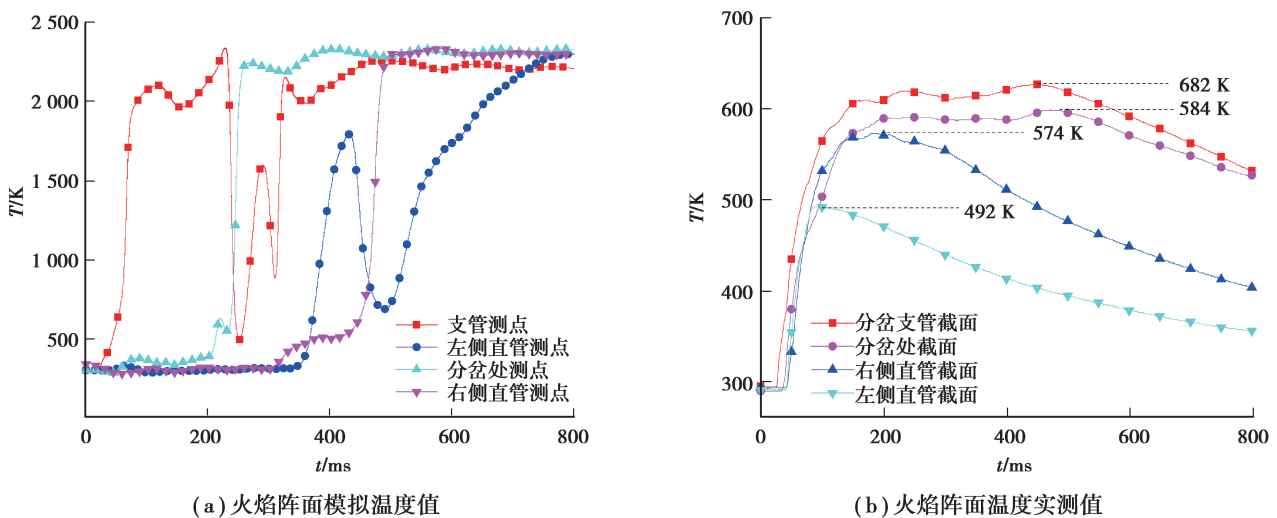 2 500
2 000
1 500
1 000
500
T/K
0
200
400
600
800
t/ms
支管测点
左侧直管测点
分岔处测点
右侧直管测点
(a)火焰阵面模拟温度值
700
600
500
400
300
T/K
0
200
400
600
800
t/ms
682 K
584 K
574 K
492 K
分岔支管截面
分岔处截面
右侧直管截面
左侧直管截面
(b)火焰阵面温度实测值